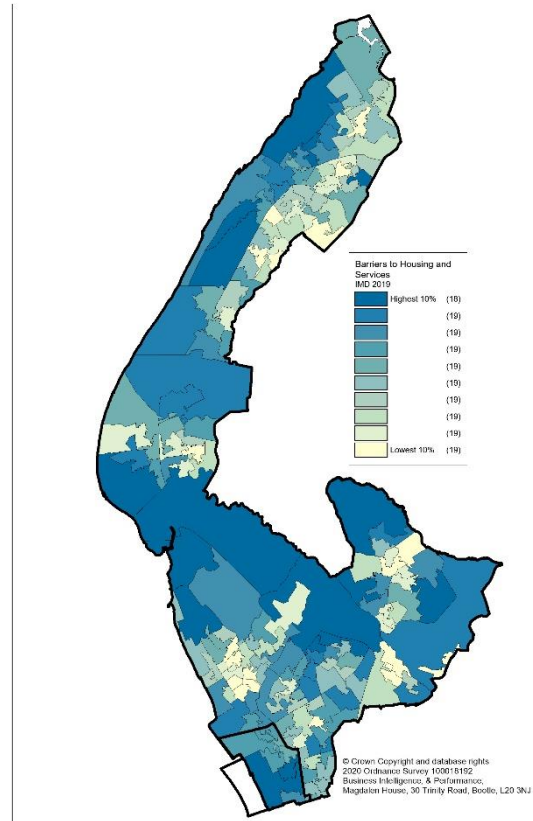 Barriers to Housing and
Services
IMD 2019
Highest 10% (18)
(19)
(19)
(19)
(19)
(19)
(19)
(19)
(19)
Lowest 10% (19)
© Crown Copyright and database rights
2020 Ordnance Survey 100018192
Business Intelligence, & Performance,
Magdalen House, 30 Trinity Road, Bootle, L20 3NJ